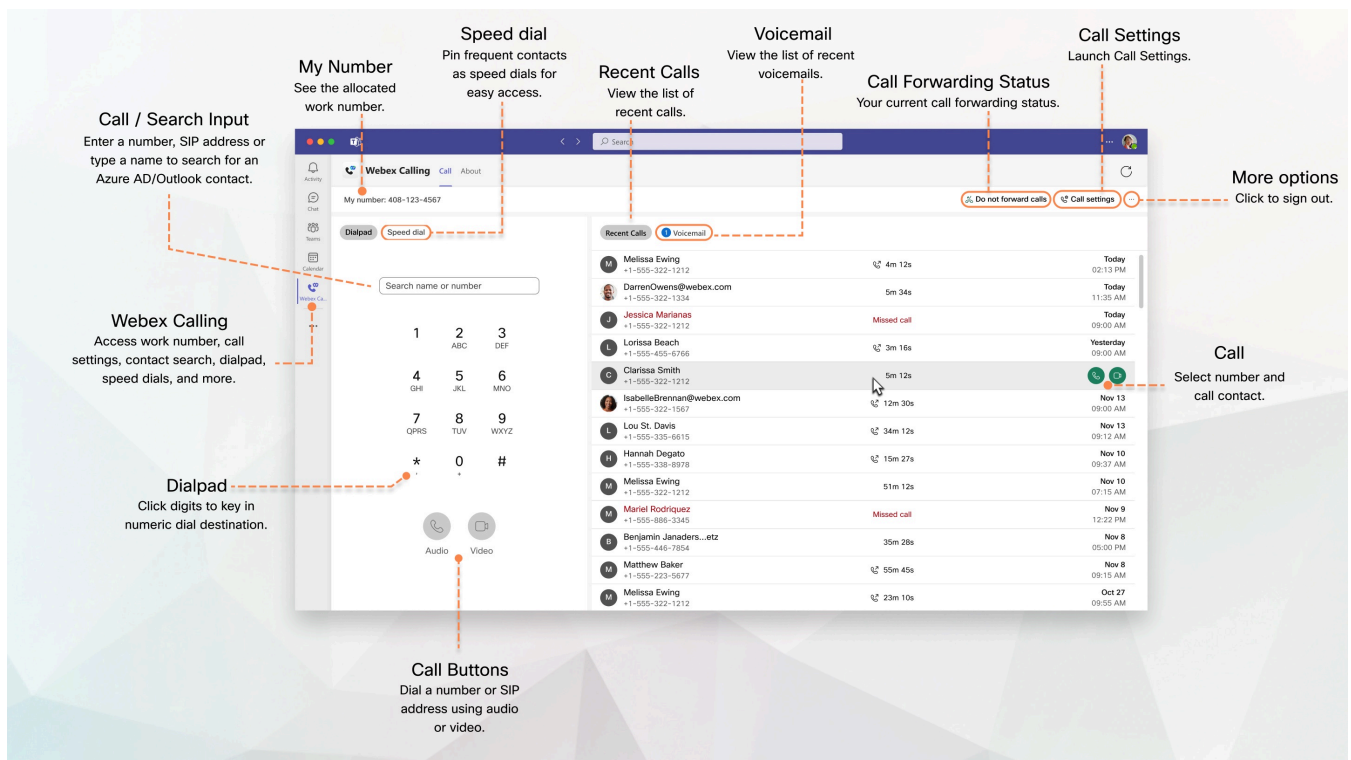 Speed dial
Pin frequent contacts
as speed dials for
easy access.
Voicemail
View the list of recent
voicemails.
Call Settings
Launch Call Settings.
My Number
See the allocated
work number.
Recent Calls
View the list of
recent calls.
Call Forwarding Status
Your current call forwarding status.
Call / Search Input
Enter a number, SIP address or
type a name to search for an
Azure AD/Outlook contact.
More options
Click to sign out.
Webex Calling
Access work number, call
settings, contact search, dialpad,
speed dials, and more.
Call
Select number and
call contact.
Dialpad
Click digits to key in
numeric dial destination.
Call Buttons
Dial a number or SIP
address using audio
or video.
Search
Activity
Chat
Teams
Calendar
Webex Ca...
Webex Calling Call About
My number: 408-123-4567
Do not forward calls Call settings
Dialpad Speed dial
Search name or number
1 2 3
ABC DEF
4 5 6
GHI JKL MNO
7 8 9
QPRS TUV WXYZ
* 0 #
+
Audio Video
Recent Calls 1 Voicemail
M Melissa Ewing 4m 12s Today
+1-555-322-1212 02:13 PM
DarrenOwens@webex.com 5m 34s Today
+1-555-322-1334 11:35 AM
J Jessica Marianas Missed call Today
+1-555-322-1212 09:00 AM
L Lorissa Beach 3m 16s Yesterday
+1-555-455-6766 09:00 AM
C Clarissa Smith 5m 12s
+1-555-322-1212
IsabelleBrennan@webex.com 12m 30s Nov 13
+1-555-322-1567 09:00 AM
L Lou St. Davis 34m 12s Nov 13
+1-555-335-6615 09:12 AM
H Hannah Degato 15m 27s Nov 10
+1-555-338-8978 09:37 AM
M Melissa Ewing 51m 12s Nov 10
+1-555-322-1212 07:15 AM
M Mariel Rodriquez Missed call Nov 9
+1-555-886-3345 12:22 PM
B Benjamin Janaders...etz 35m 28s Nov 8
+1-555-446-7854 05:00 PM
M Matthew Baker 55m 45s Nov 8
+1-555-223-5677 09:15 AM
M Melissa Ewing 23m 10s Oct 27
+1-555-322-1212 09:55 AM